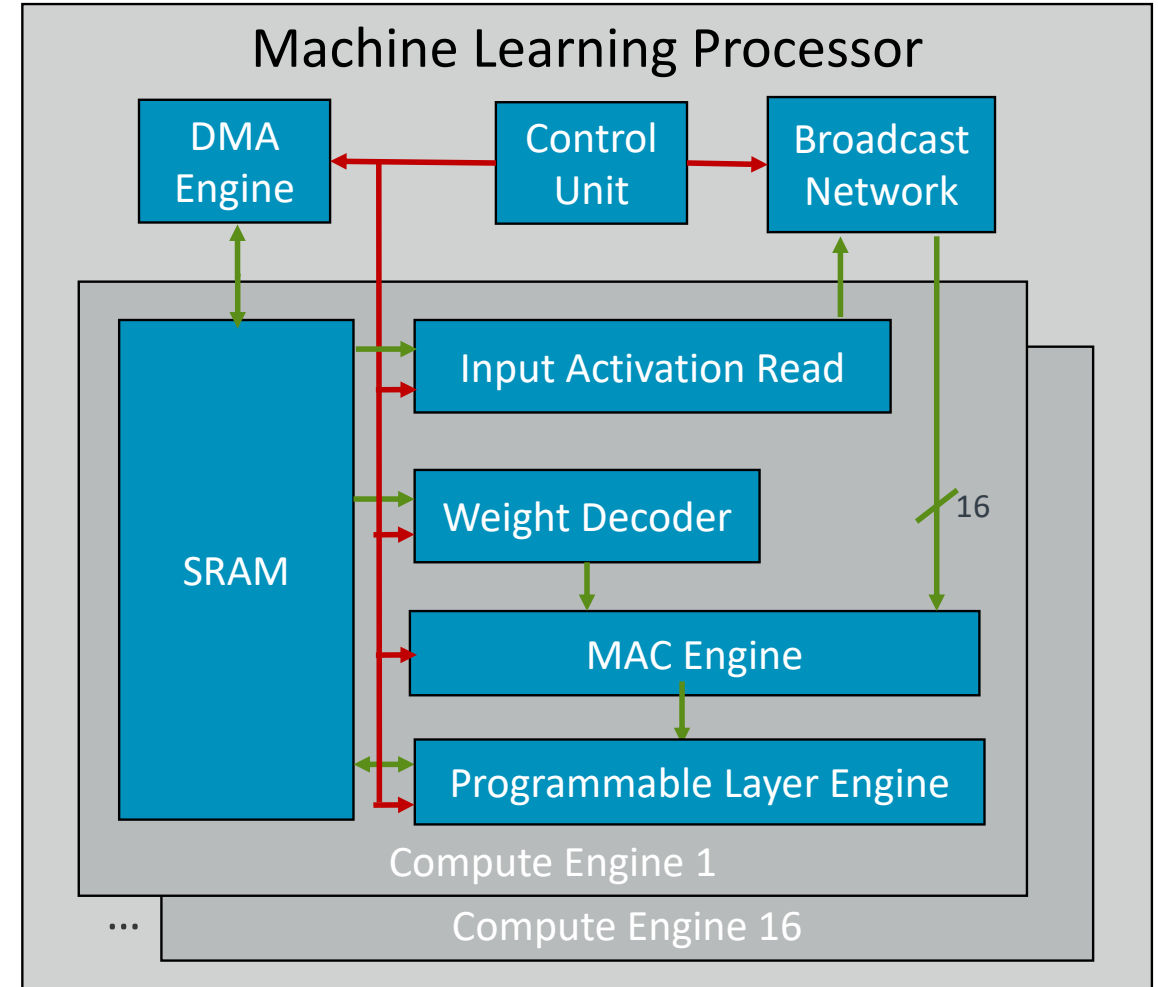 Machine Learning Processor
DMA
Engine
Control
Unit
Broadcast
Network
Input Activation Read
Weight Decoder
16
SRAM
MAC Engine
Programmable Layer Engine
Compute Engine 1
...
Compute Engine 16